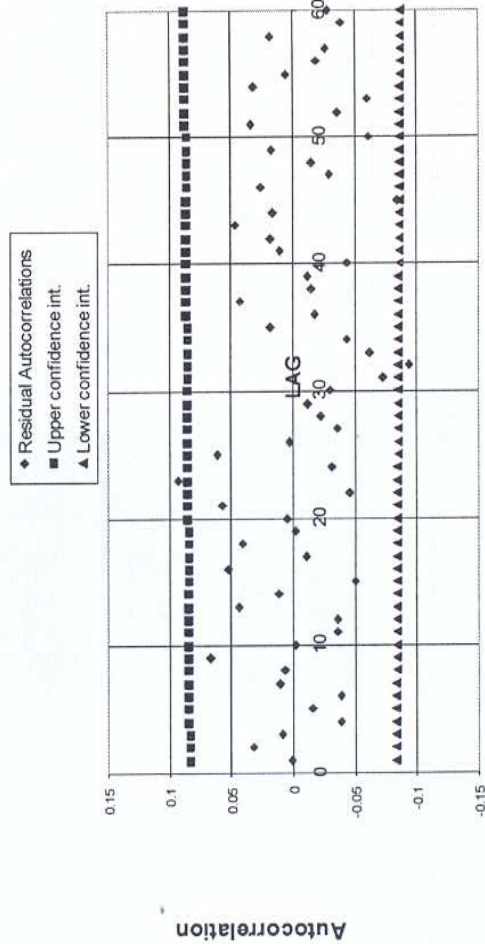 Residual Autocorrelations
Upper confidence int.
Lower confidence int.
Autocorrelation
0.15
0.1
0.05
0
-0.05
-0.1
-0.15
0
10
20
30
40
50
60
LAG